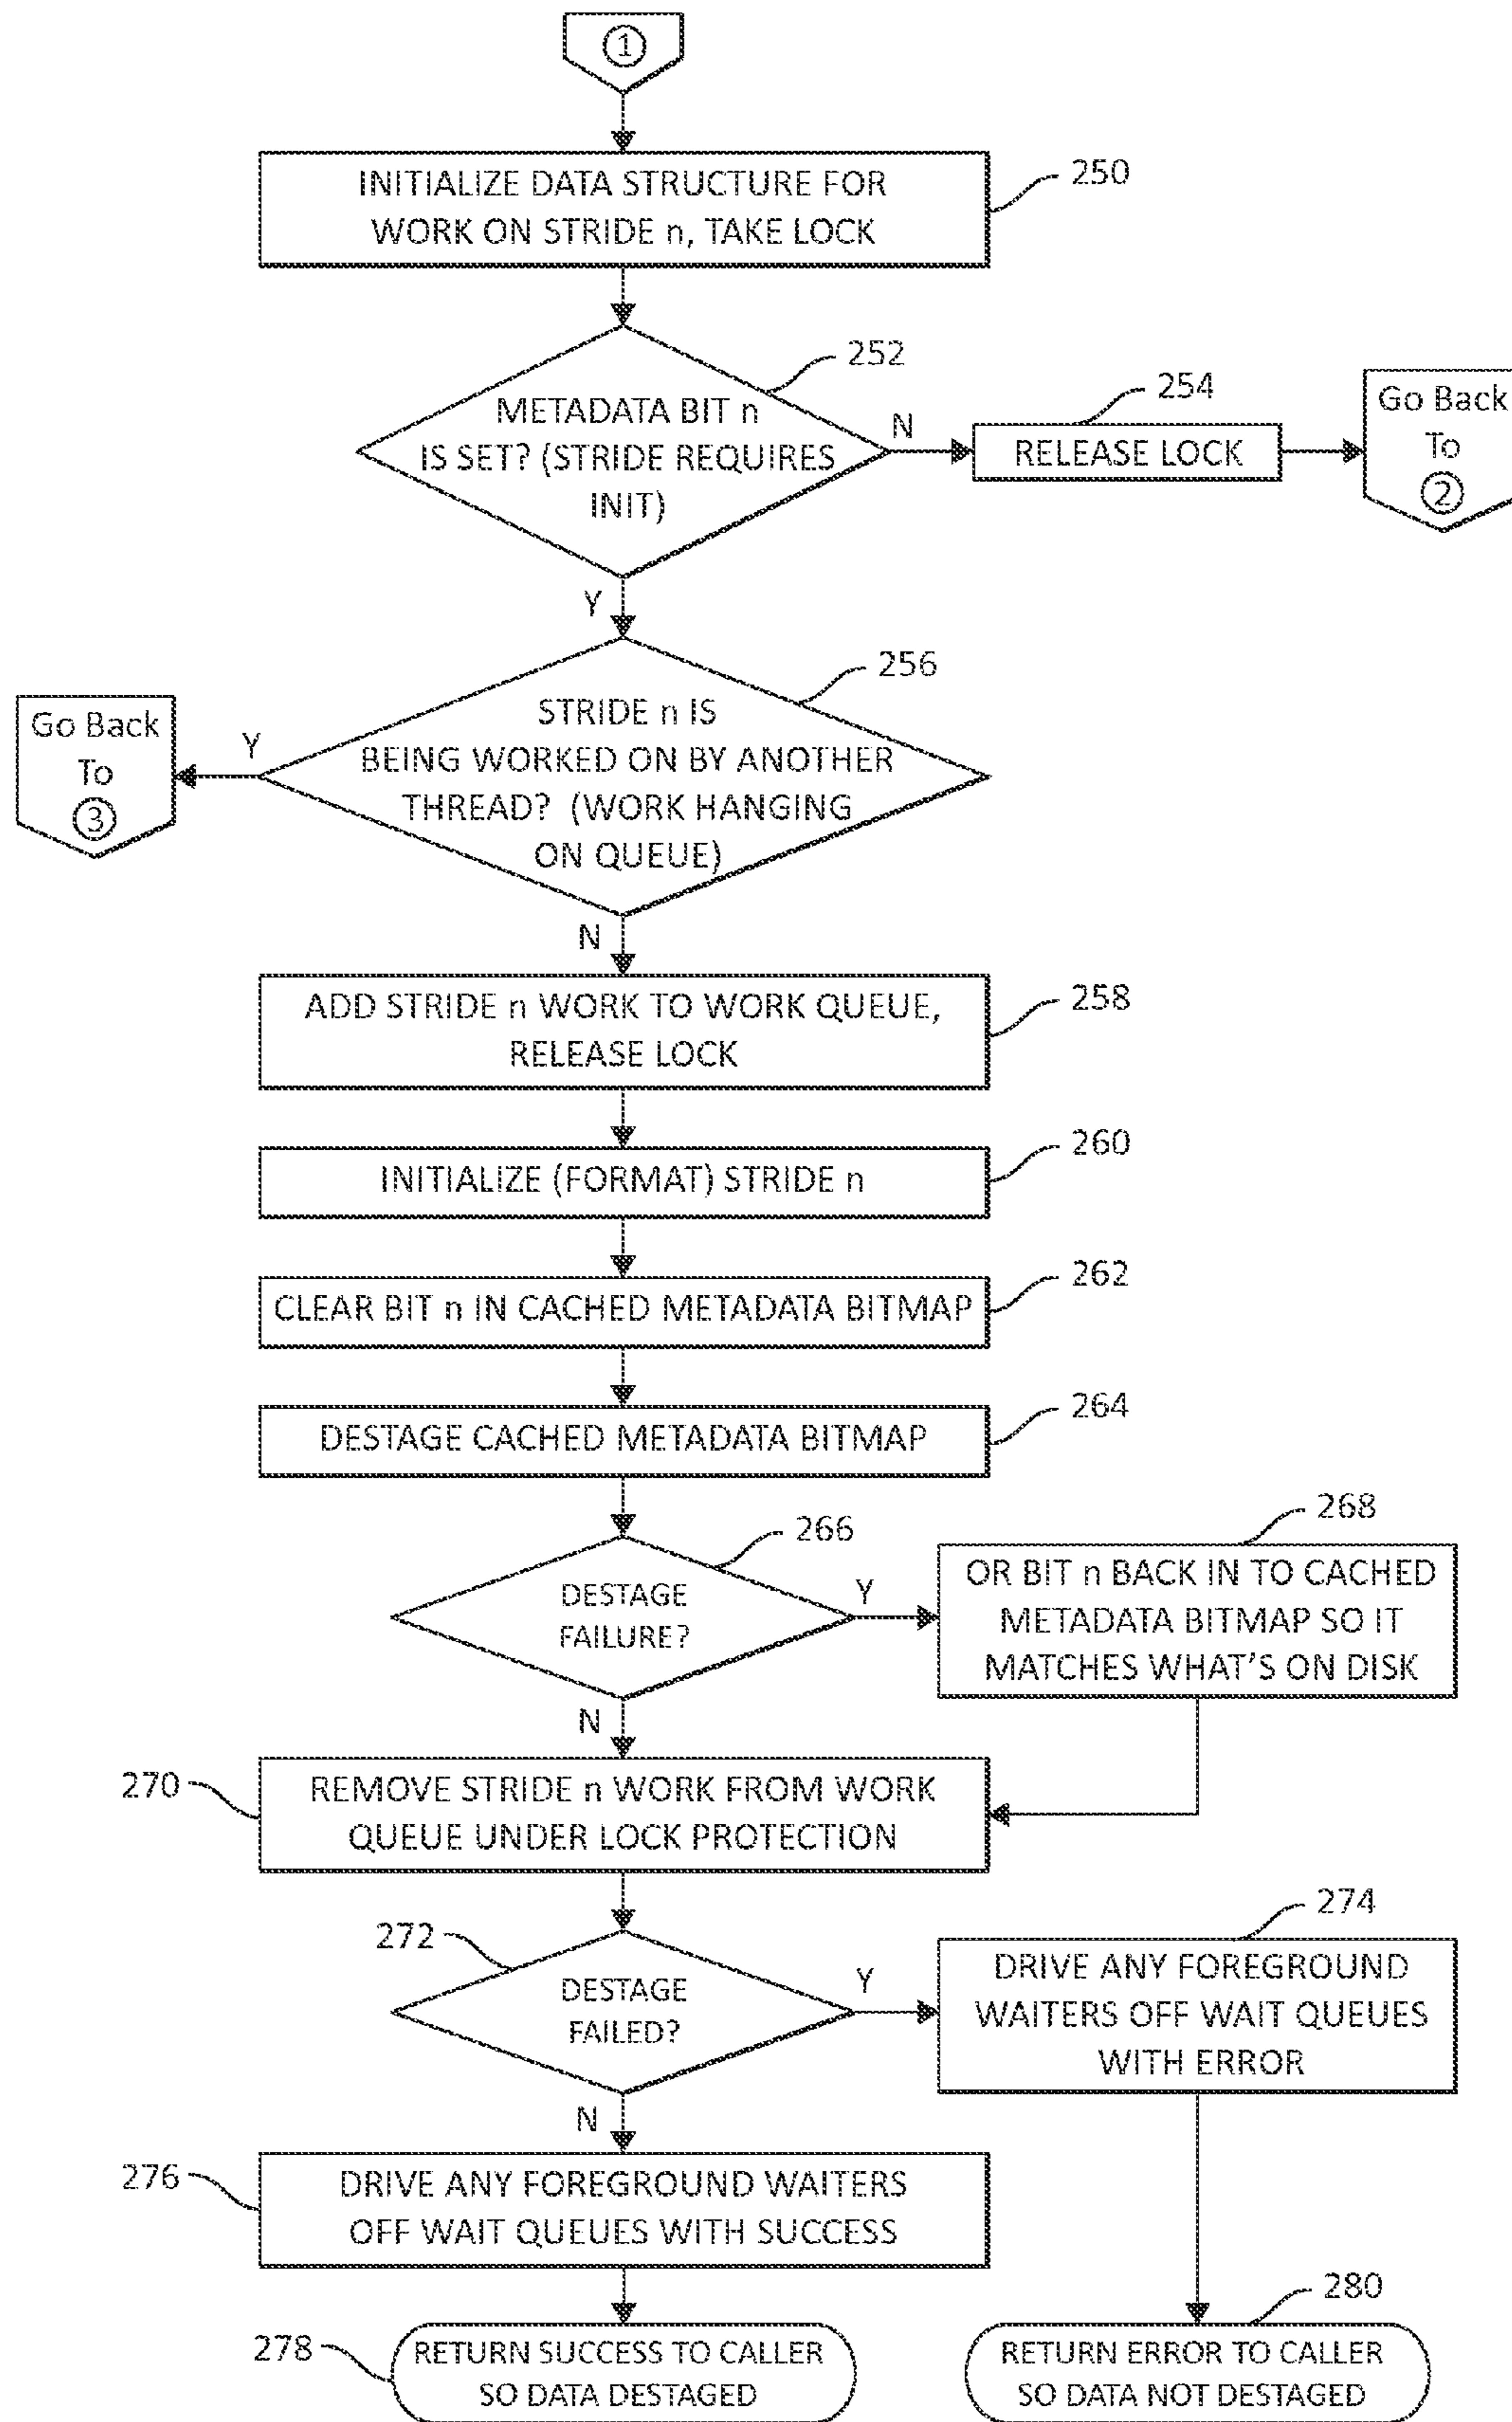 1
INITIALIZE DATA STRUCTURE FOR
WORK ON STRIDE n, TAKE LOCK
250
252
METADATA BIT n
IS SET? (STRIDE REQUIRES
INIT)
N
254
RELEASE LOCK
Go Back
To
2
Y
256
STRIDE n IS
BEING WORKED ON BY ANOTHER
THREAD? (WORK HANGING
ON QUEUE)
Y
Go Back
To
3
N
ADD STRIDE n WORK TO WORK QUEUE,
RELEASE LOCK
258
INITIALIZE (FORMAT) STRIDE n
260
CLEAR BIT n IN CACHED METADATA BITMAP
262
DESTAGE CACHED METADATA BITMAP
264
266
DESTAGE
FAILURE?
Y
268
OR BIT n BACK IN TO CACHED
METADATA BITMAP SO IT
MATCHES WHAT'S ON DISK
N
270
REMOVE STRIDE n WORK FROM WORK
QUEUE UNDER LOCK PROTECTION
272
DESTAGE
FAILED?
Y
274
DRIVE ANY FOREGROUND
WAITERS OFF WAIT QUEUES
WITH ERROR
N
276
DRIVE ANY FOREGROUND WAITERS
OFF WAIT QUEUES WITH SUCCESS
278
RETURN SUCCESS TO CALLER
SO DATA DESTAGED
280
RETURN ERROR TO CALLER
SO DATA NOT DESTAGED